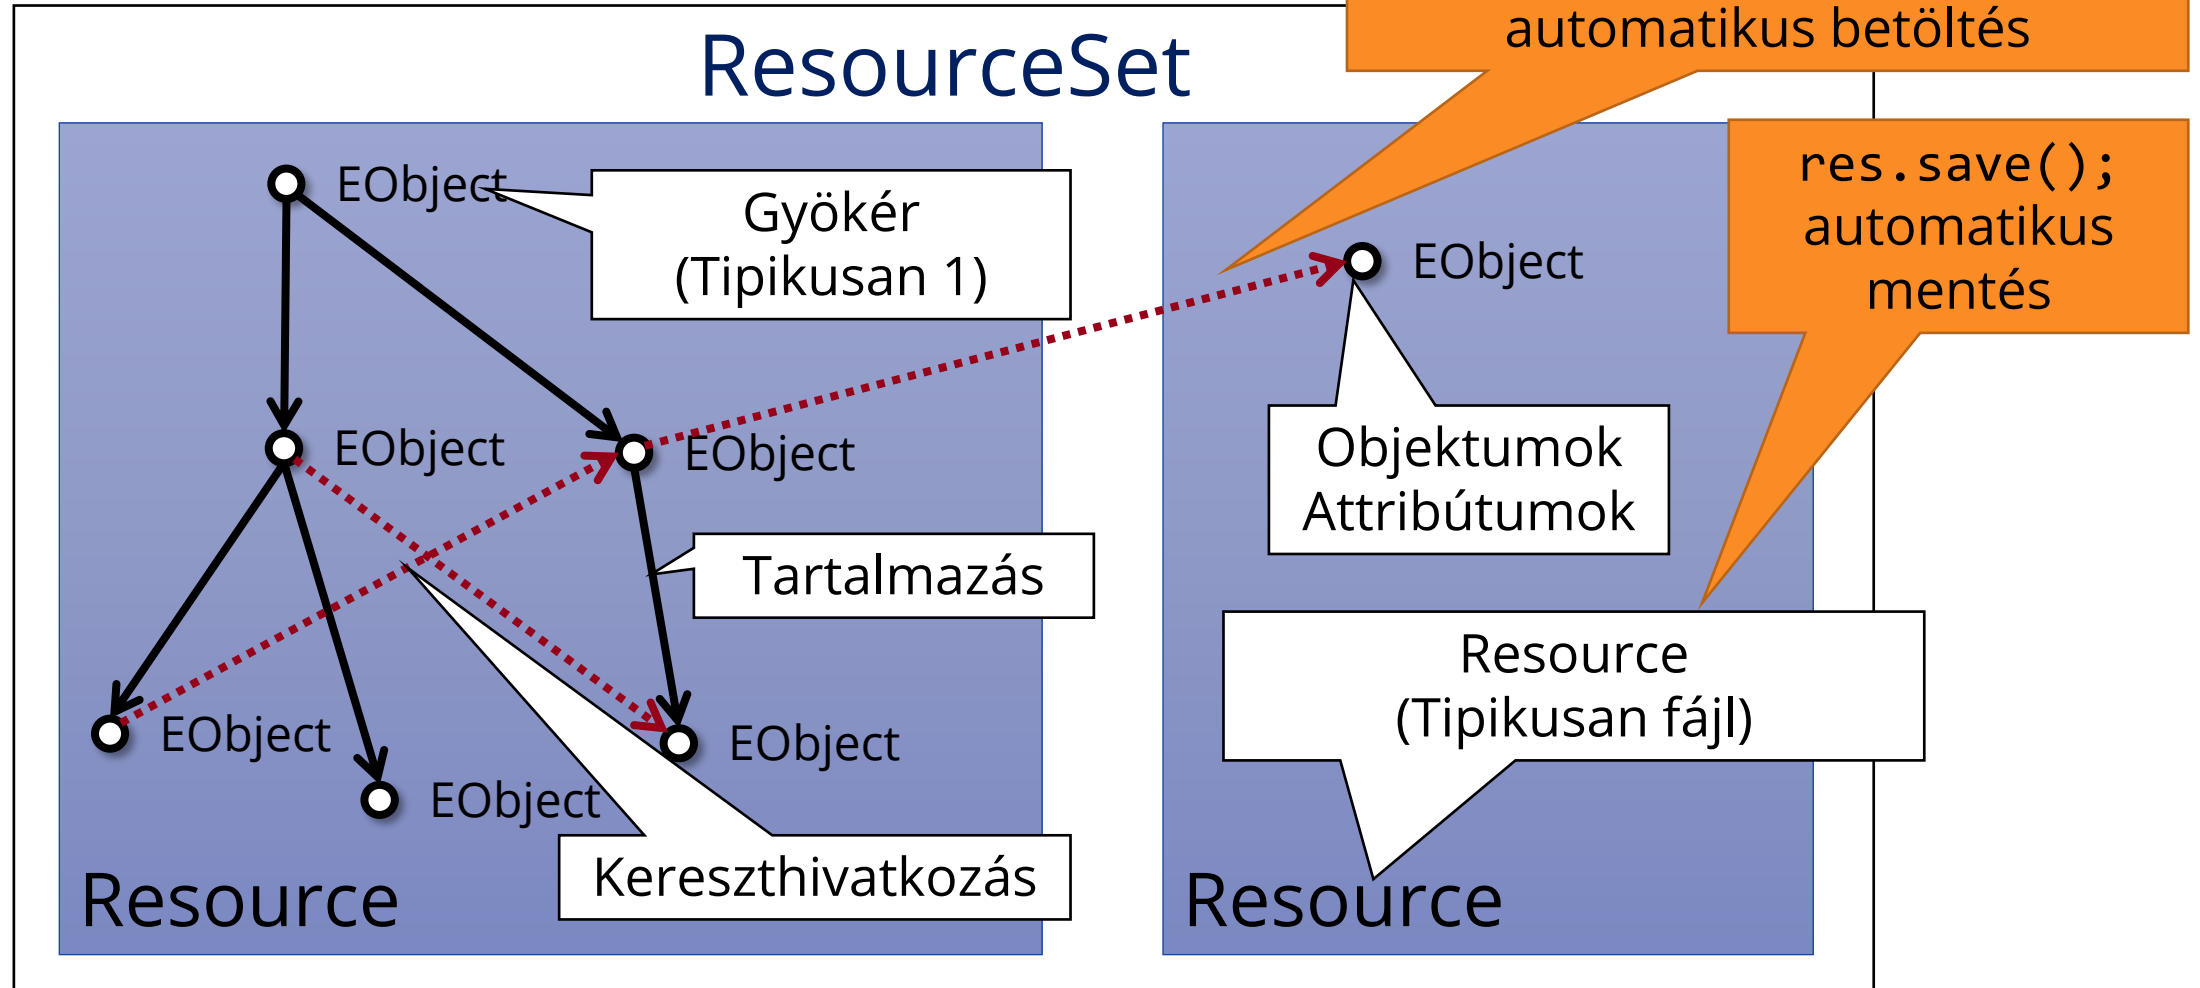 automatikus betöltés
ResourceSet
EObject
Gyökér
(Tipikusan 1)
res.save();
automatikus
mentés
EObject
EObject
EObject
Objektumok
Attribútumok
Tartalmazás
Resource
(Tipikusan fájl)
EObject
EObject
EObject
Kereszthivatkozás
Resource
Resource